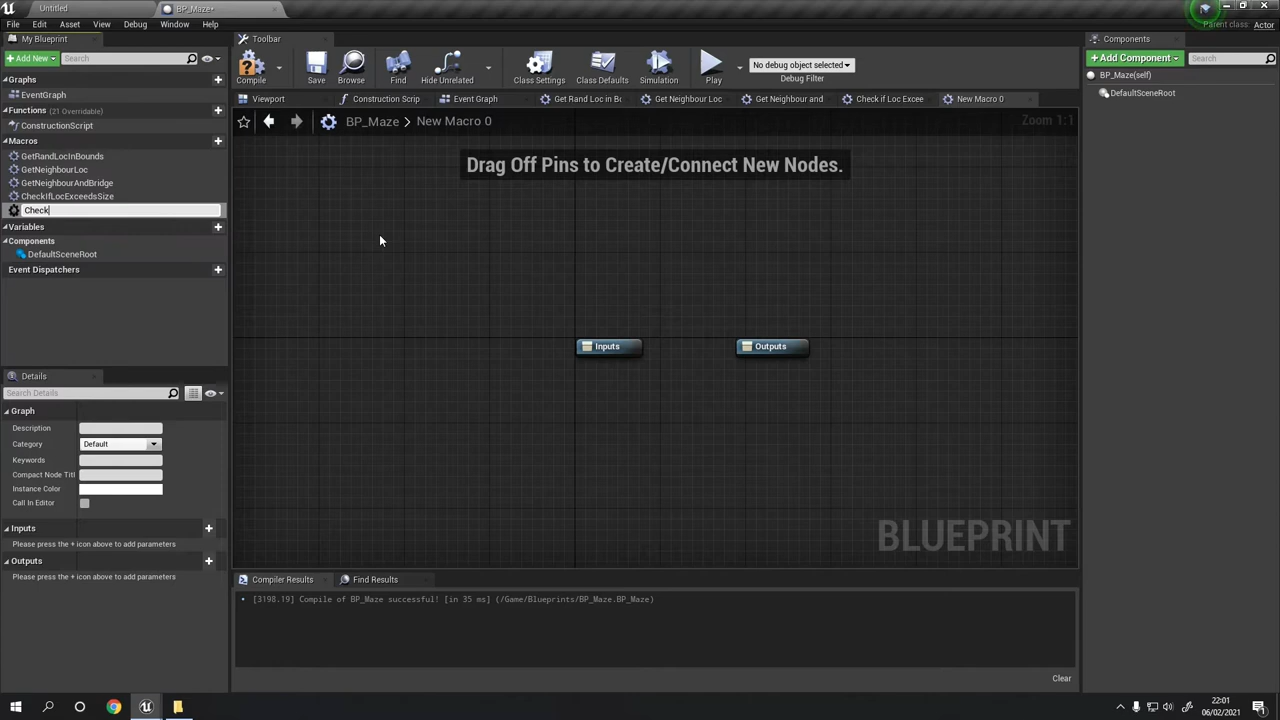 Untitled
BP_Maze*
Parent class: Actor
File Edit Asset View Debug Window Help
My Blueprint
Toolbar
Components
Add New
Search
Compile
Save
Browse
Find
Hide Unrelated
Class Settings
Class Defaults
Simulation
Play
No debug object selected
Debug Filter
+ Add Component
Search
BP_Maze(self)
DefaultSceneRoot
Graphs
EventGraph
Functions (21 Overridable)
ConstructionScript
Macros
GetRandLocInBounds
GetNeighbourLoc
GetNeighbourAndBridge
CheckIfLocExceedsSize
Check
Variables
Components
DefaultSceneRoot
Event Dispatchers
Viewport
Construction Scrip
Event Graph
Get Rand Loc in Bc
Get Neighbour Loc
Get Neighbour and
Check if Loc Excee
New Macro 0
BP_Maze > New Macro 0
Zoom 1:1
Drag Off Pins to Create/Connect New Nodes.
Inputs
Outputs
BLUEPRINT
Details
Search Details
Graph
Description
Category Default
Keywords
Compact Node Titl
Instance Color
Call In Editor
Inputs
Please press the + icon above to add parameters
Outputs
Please press the + icon above to add parameters
Compiler Results
Find Results
[3198.19] Compile of BP_Maze successful! [in 35 ms] (/Game/Blueprints/BP_Maze.BP_Maze)
Clear
22:01
06/02/2021